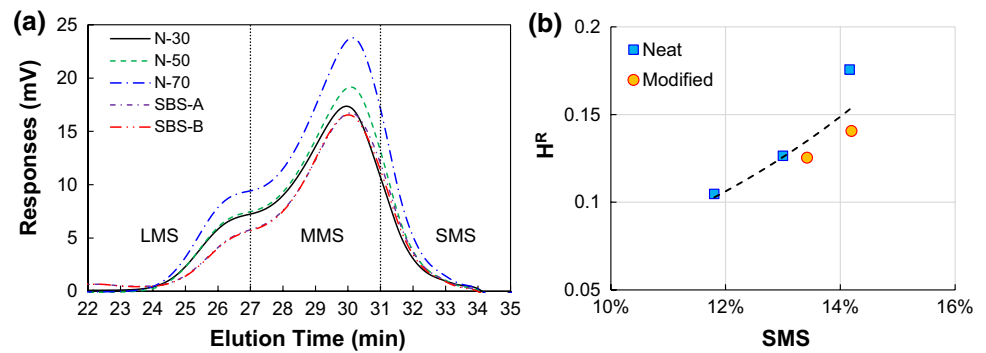 (a)
Responses (mV)
25
20
15
10
5
0
N-30
N-50
N-70
SBS-A
SBS-B
LMS
MMS
SMS
22 23 24 25 26 27 28 29 30 31 32 33 34 35
Elution Time (min)
(b)
H^R
0.2
0.15
0.1
0.05
Neat
Modified
10% 12% 14% 16%
SMS